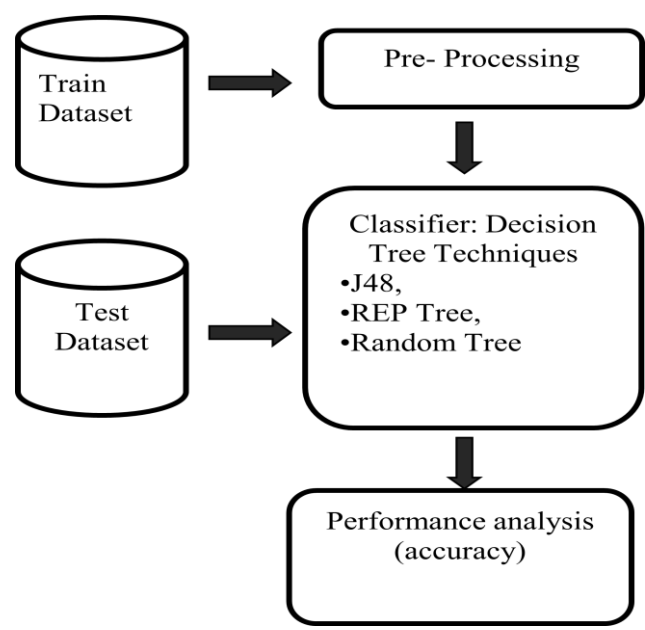 Train
Dataset
Pre- Processing
Classifier: Decision
Tree Techniques
•J48,
•REP Tree,
•Random Tree
Test
Dataset
Performance analysis
(accuracy)